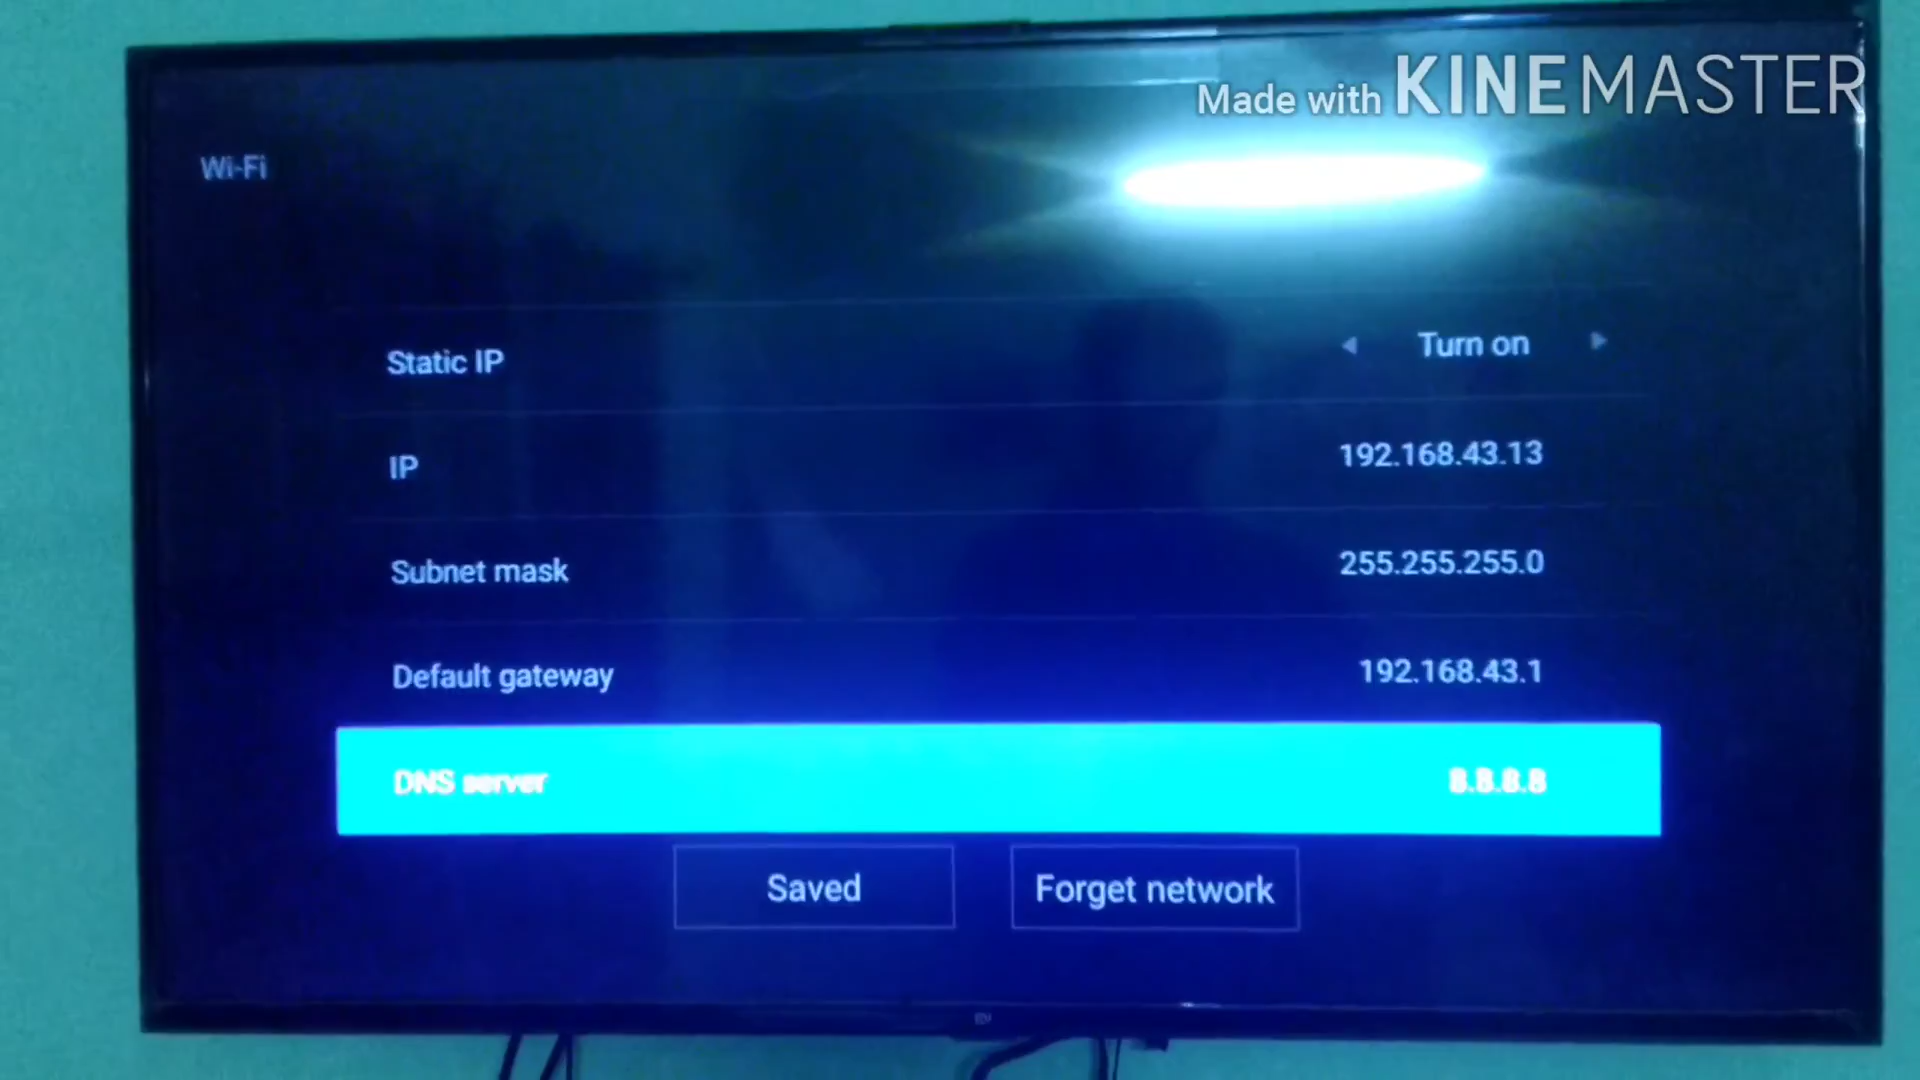 Made with KINEMASTER
Wi-Fi
Static IP Turn on
IP 192.168.43.13
Subnet mask 255.255.255.0
Default gateway 192.168.43.1
DNS server 8.8.8.8
Saved Forget network
mi